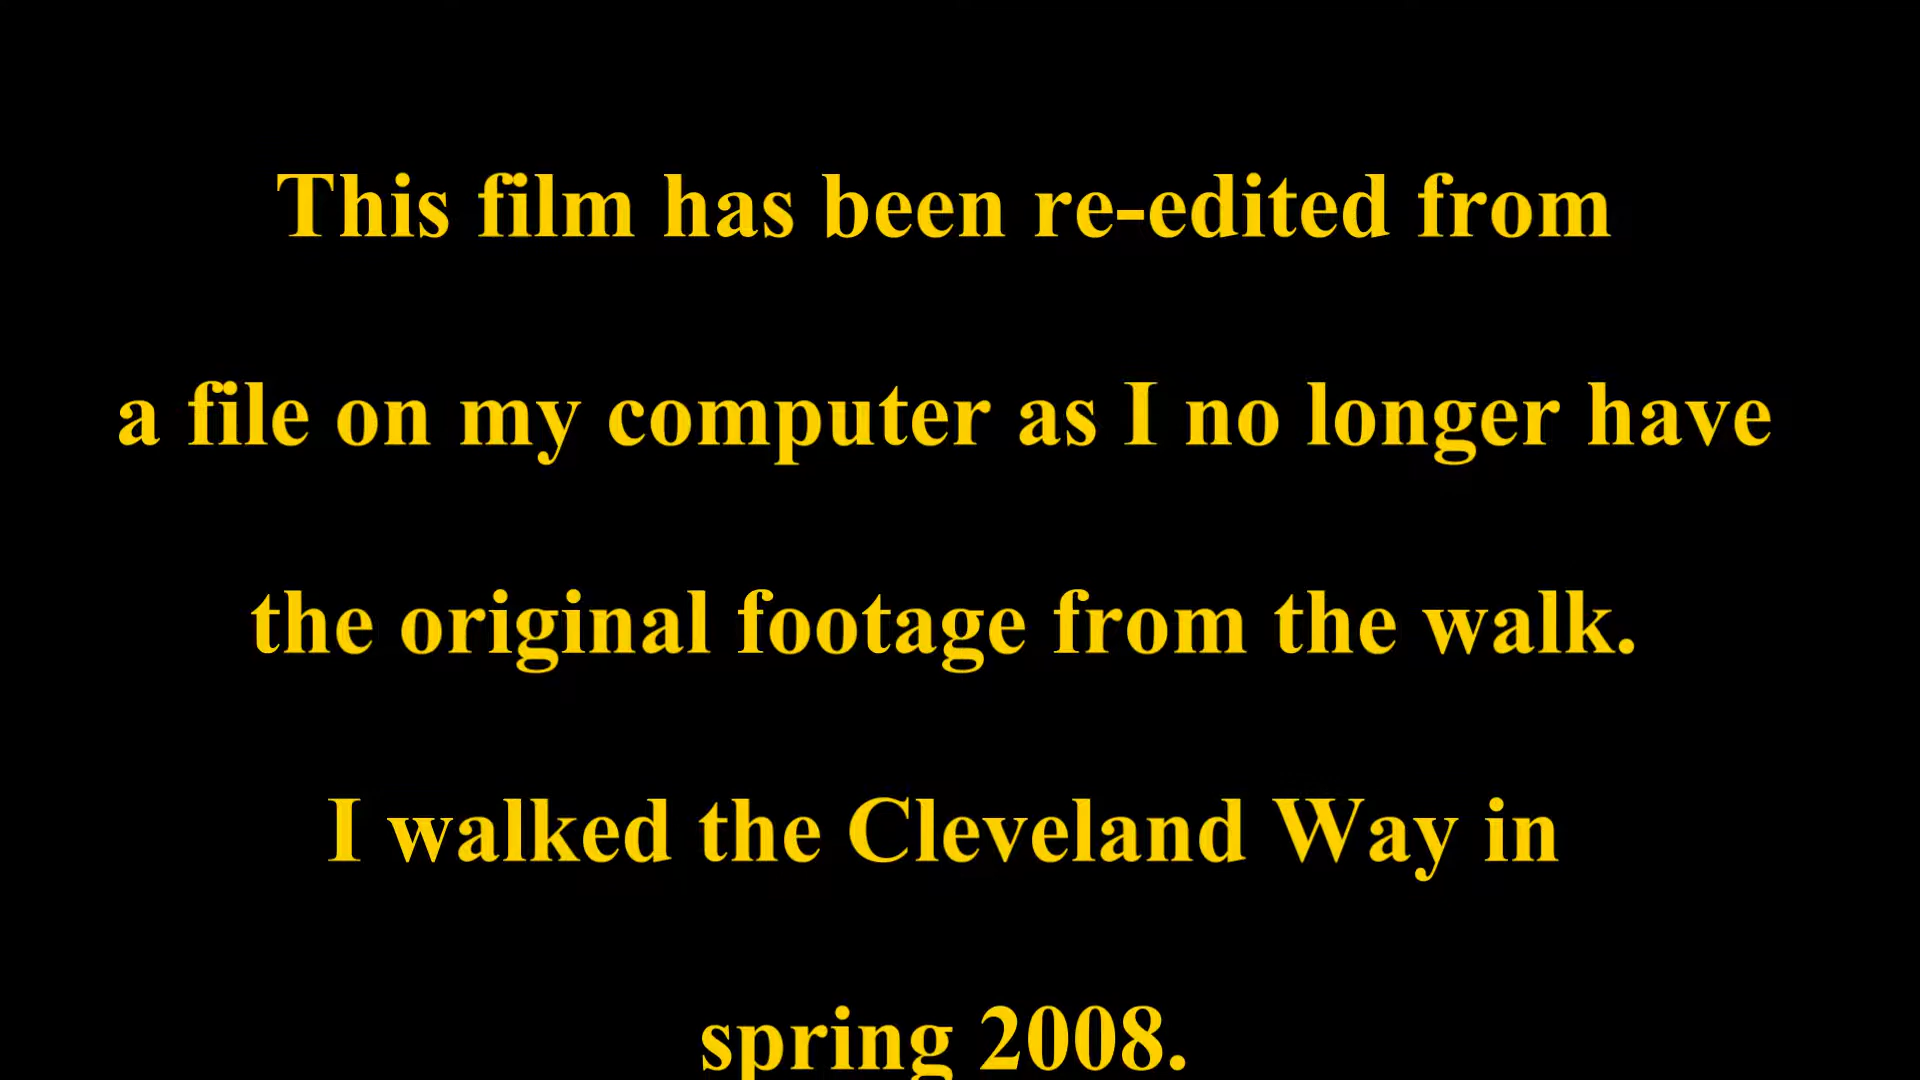 This film has been re-edited from
a file on my computer as I no longer have
the original footage from the walk.
I walked the Cleveland Way in
spring 2008.